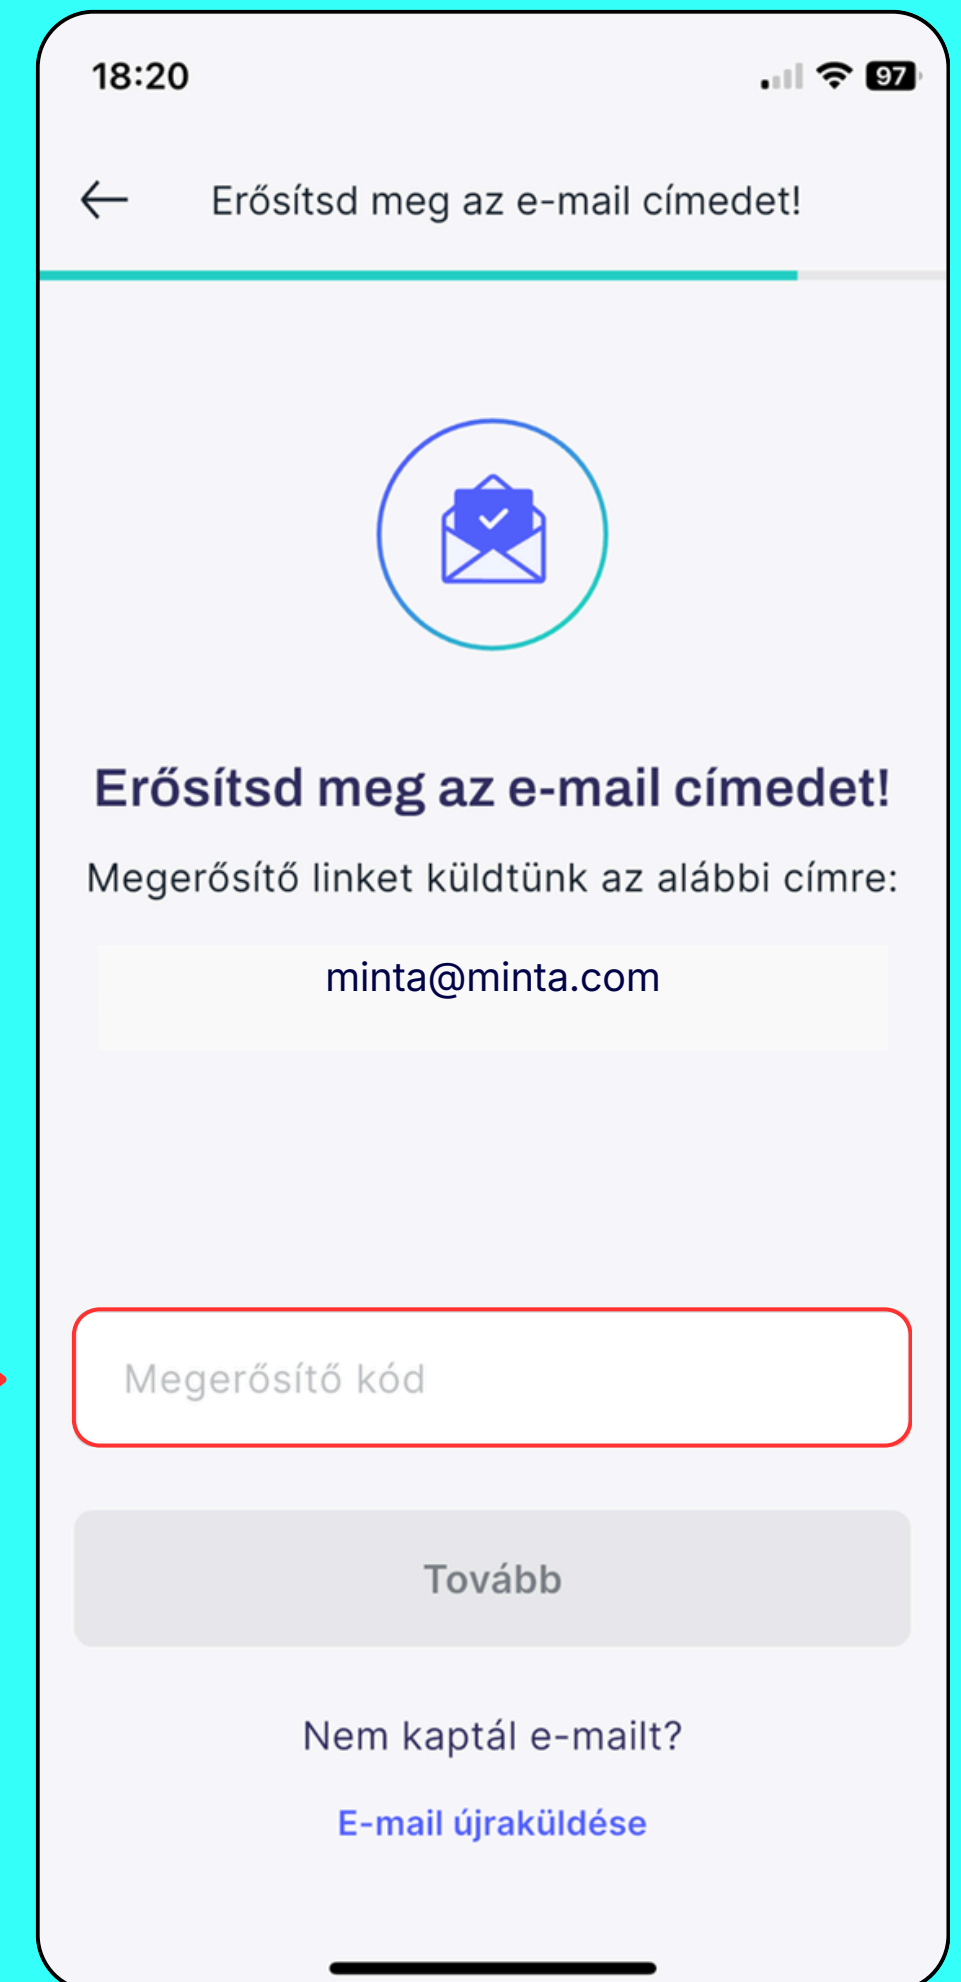 18:20
97
Erősítsd meg az e-mail címedet!
Erősítsd meg az e-mail címedet!
Megerősítő linket küldtünk az alábbi címre:
minta@minta.com
Megerősítő kód
Tovább
Nem kaptál e-mailt?
E-mail újraküldése